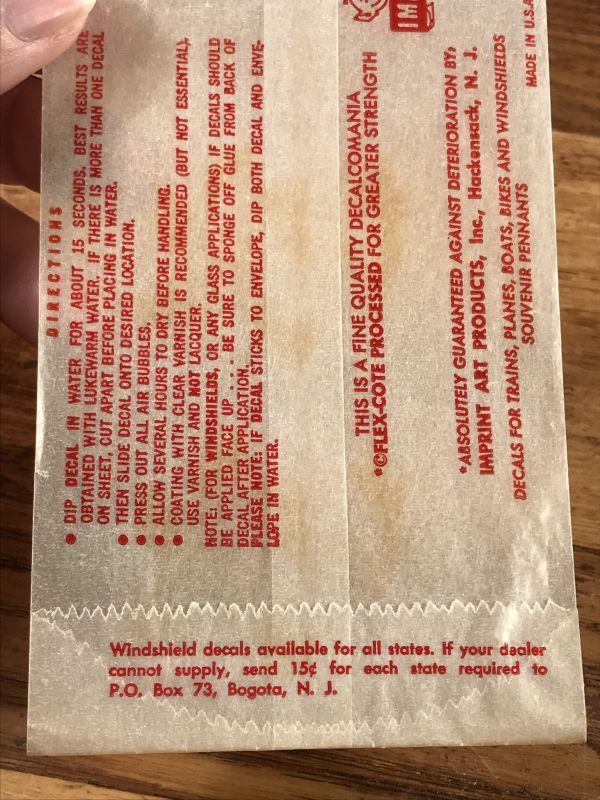 DIRECTIONS
● DIP DECAL IN WATER FOR ABOUT 15 SECONDS. BEST RESULTS ARE
OBTAINED WITH LUKEWARM WATER. IF THERE IS MORE THAN ONE DECAL
ON SHEET, CUT APART BEFORE PLACING IN WATER.
● THEN SLIDE DECAL ONTO DESIRED LOCATION.
● PRESS OUT ALL AIR BUBBLES.
● ALLOW SEVERAL HOURS TO DRY BEFORE HANDLING.
● COATING WITH CLEAR VARNISH IS RECOMMENDED (BUT NOT ESSENTIAL).
USE VARNISH AND NOT LACQUER.
NOTE: (FOR WINDSHIELDS, OR ANY GLASS APPLICATIONS) IF DECALS SHOULD
BE APPLIED FACE UP . . . BE SURE TO SPONGE OFF GLUE FROM BACK OF
DECAL AFTER APPLICATION.
PLEASE NOTE: IF DECAL STICKS TO ENVELOPE, DIP BOTH DECAL AND ENVE-
LOPE IN WATER.
THIS IS A FINE QUALITY DECALCOMANIA
*©FLEX-COTE PROCESSED FOR GREATER STRENGTH
IM
*ABSOLUTELY GUARANTEED AGAINST DETERIORATION BY:
IMPRINT ART PRODUCTS, Inc., Hackensack, N. J.
DECALS FOR TRAINS, PLANES, BOATS, BIKES AND WINDSHIELDS
SOUVENIR PENNANTS
MADE IN U.S.A
Windshield decals available for all states. If your dealer
cannot supply, send 15¢ for each state required to
P.O. Box 73, Bogota, N. J.